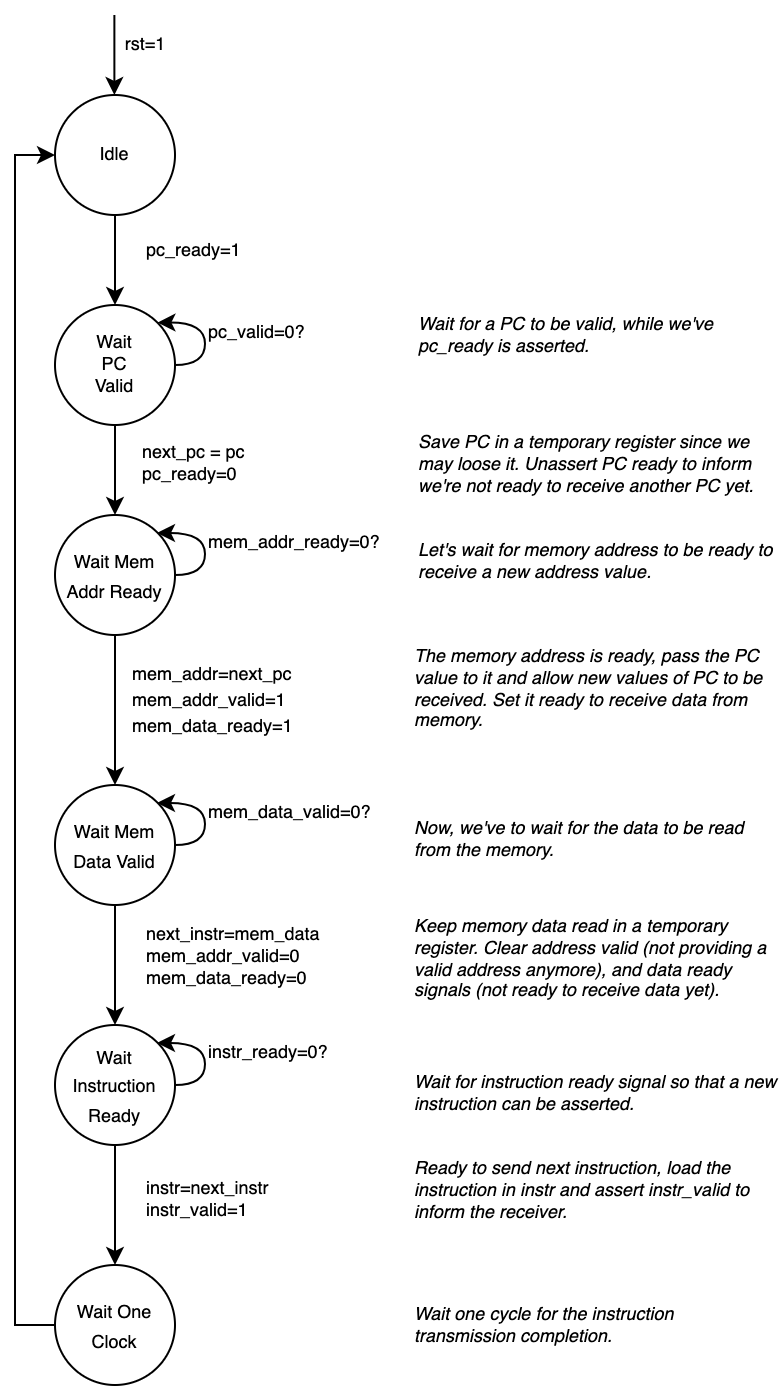 rst=1
Idle
pc_ready=1
Wait
PC
Valid
pc_valid=0?
Wait for a PC to be valid, while we've
pc_ready is asserted.
next_pc = pc
pc_ready=0
Save PC in a temporary register since we
may loose it. Unassert PC ready to inform
we're not ready to receive another PC yet.
Wait Mem
Addr Ready
mem_addr_ready=0?
Let's wait for memory address to be ready to
receive a new address value.
mem_addr=next_pc
mem_addr_valid=1
mem_data_ready=1
The memory address is ready, pass the PC
value to it and allow new values of PC to be
received. Set it ready to receive data from
memory.
Wait Mem
Data Valid
mem_data_valid=0?
Now, we've to wait for the data to be read
from the memory.
next_instr=mem_data
mem_addr_valid=0
mem_data_ready=0
Keep memory data read in a temporary
register. Clear address valid (not providing a
valid address anymore), and data ready
signals (not ready to receive data yet).
Wait
Instruction
Ready
instr_ready=0?
Wait for instruction ready signal so that a new
instruction can be asserted.
instr=next_instr
instr_valid=1
Ready to send next instruction, load the
instruction in instr and assert instr_valid to
inform the receiver.
Wait One
Clock
Wait one cycle for the instruction
transmission completion.